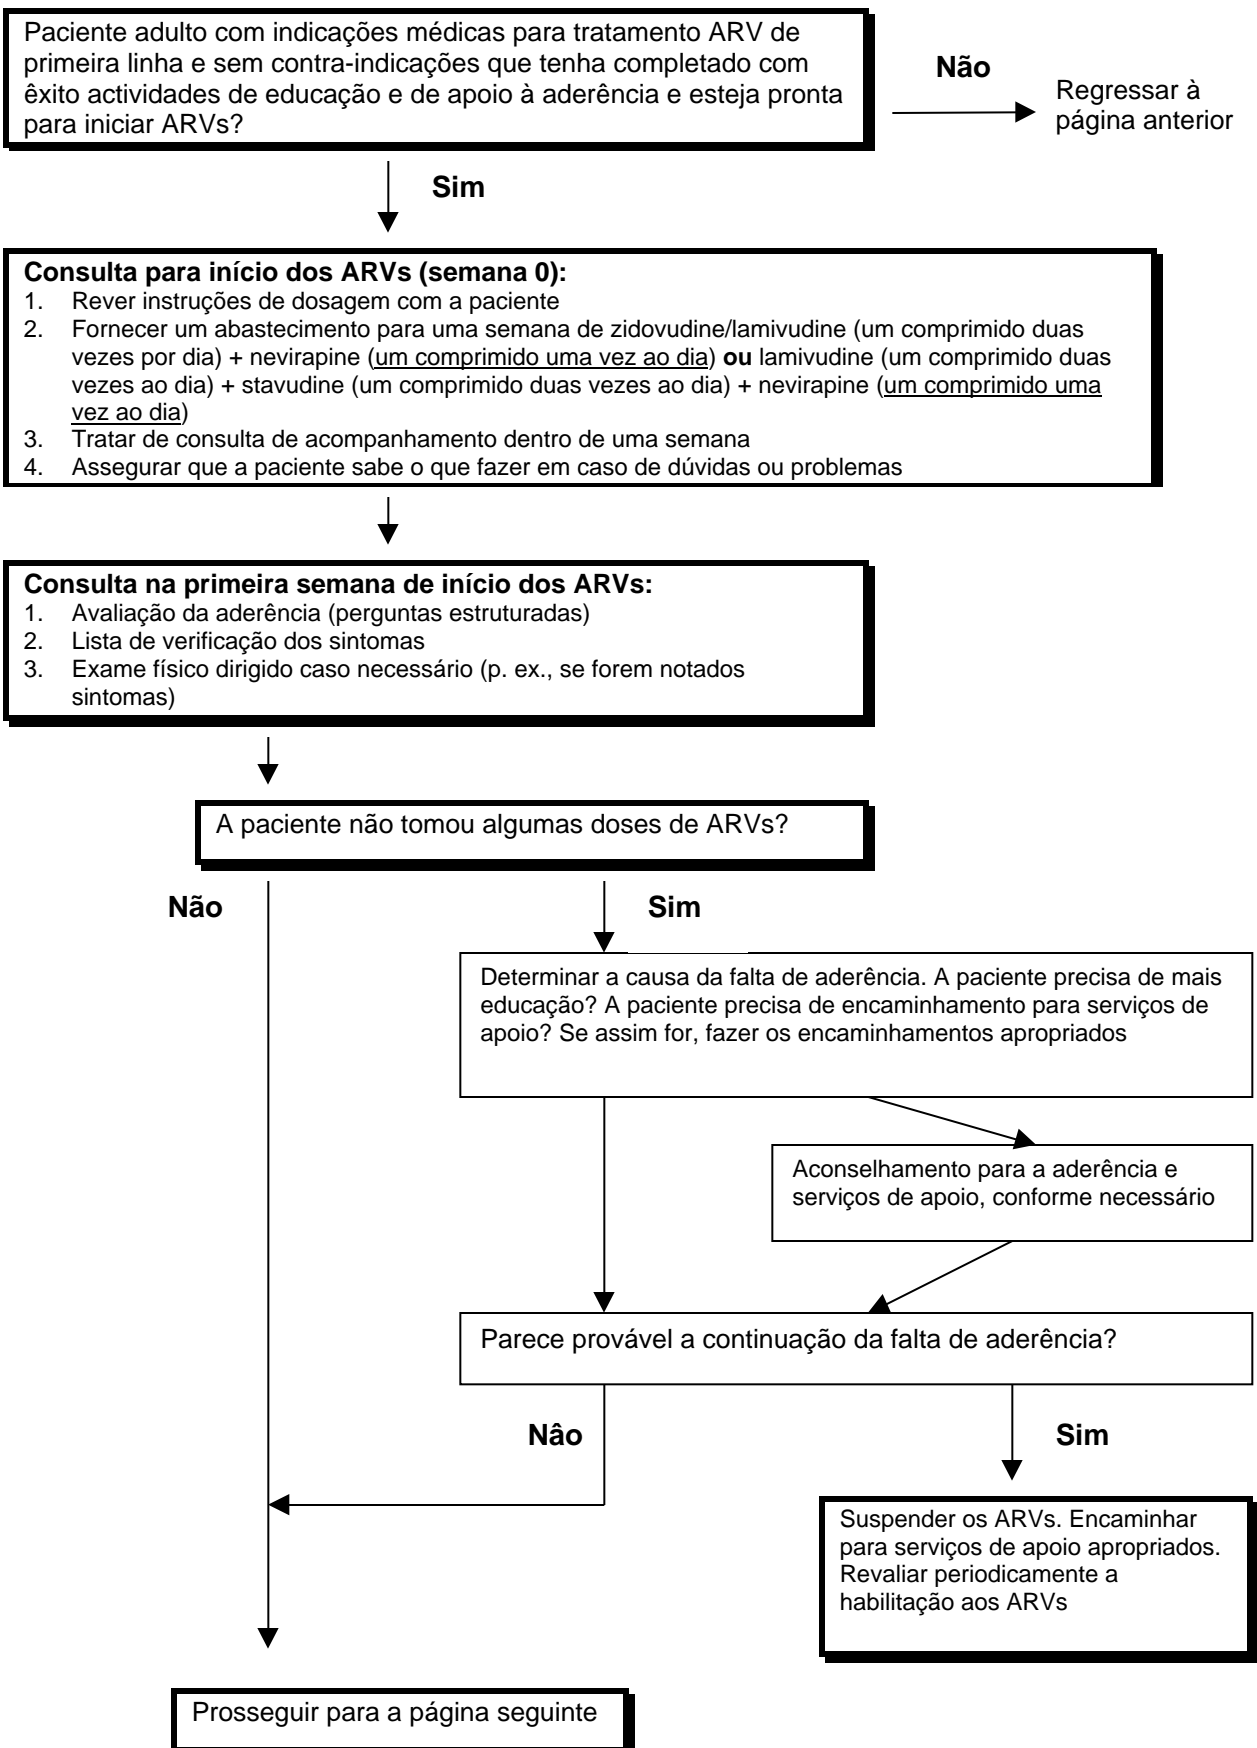 Paciente adulto com indicações médicas para tratamento ARV de
primeira linha e sem contra-indicações que tenha completado com
êxito actividades de educação e de apoio à aderência e esteja pronta
para iniciar ARVs?
Não
Regressar à
página anterior
Sim
Consulta para início dos ARVs (semana 0):
1. Rever instruções de dosagem com a paciente
2. Fornecer um abastecimento para uma semana de zidovudine/lamivudine (um comprimido duas
vezes por dia) + nevirapine (um comprimido uma vez ao dia) ou lamivudine (um comprimido duas
vezes ao dia) + stavudine (um comprimido duas vezes ao dia) + nevirapine (um comprimido uma
vez ao dia)
3. Tratar de consulta de acompanhamento dentro de uma semana
4. Assegurar que a paciente sabe o que fazer em caso de dúvidas ou problemas
Consulta na primeira semana de início dos ARVs:
1. Avaliação da aderência (perguntas estruturadas)
2. Lista de verificação dos sintomas
3. Exame físico dirigido caso necessário (p. ex., se forem notados
sintomas)
A paciente não tomou algumas doses de ARVs?
Não
Sim
Determinar a causa da falta de aderência. A paciente precisa de mais
educação? A paciente precisa de encaminhamento para serviços de
apoio? Se assim for, fazer os encaminhamentos apropriados
Aconselhamento para a aderência e
serviços de apoio, conforme necessário
Parece provável a continuação da falta de aderência?
Nâo
Sim
Suspender os ARVs. Encaminhar
para serviços de apoio apropriados.
Revaliar periodicamente a
habilitação aos ARVs
Prosseguir para a página seguinte